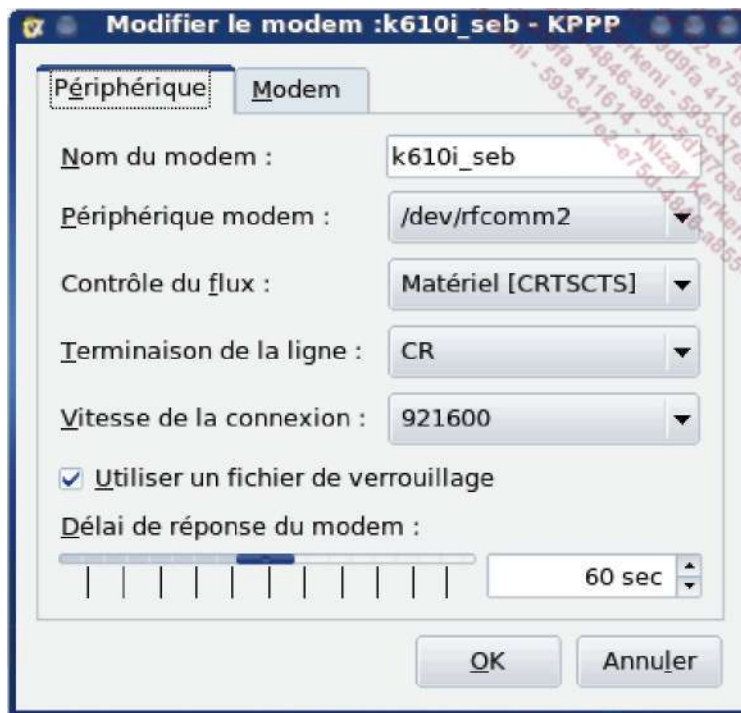 Modifier le modem :k610i_seb - KPPP
Périphérique Modem
Nom du modem : k610i_seb
Périphérique modem : /dev/rfcomm2
Contrôle du flux : Matériel [CRTSCTS]
Terminaison de la ligne : CR
Vitesse de la connexion : 921600
Utiliser un fichier de verrouillage
Délai de réponse du modem :
60 sec
OK Annuler